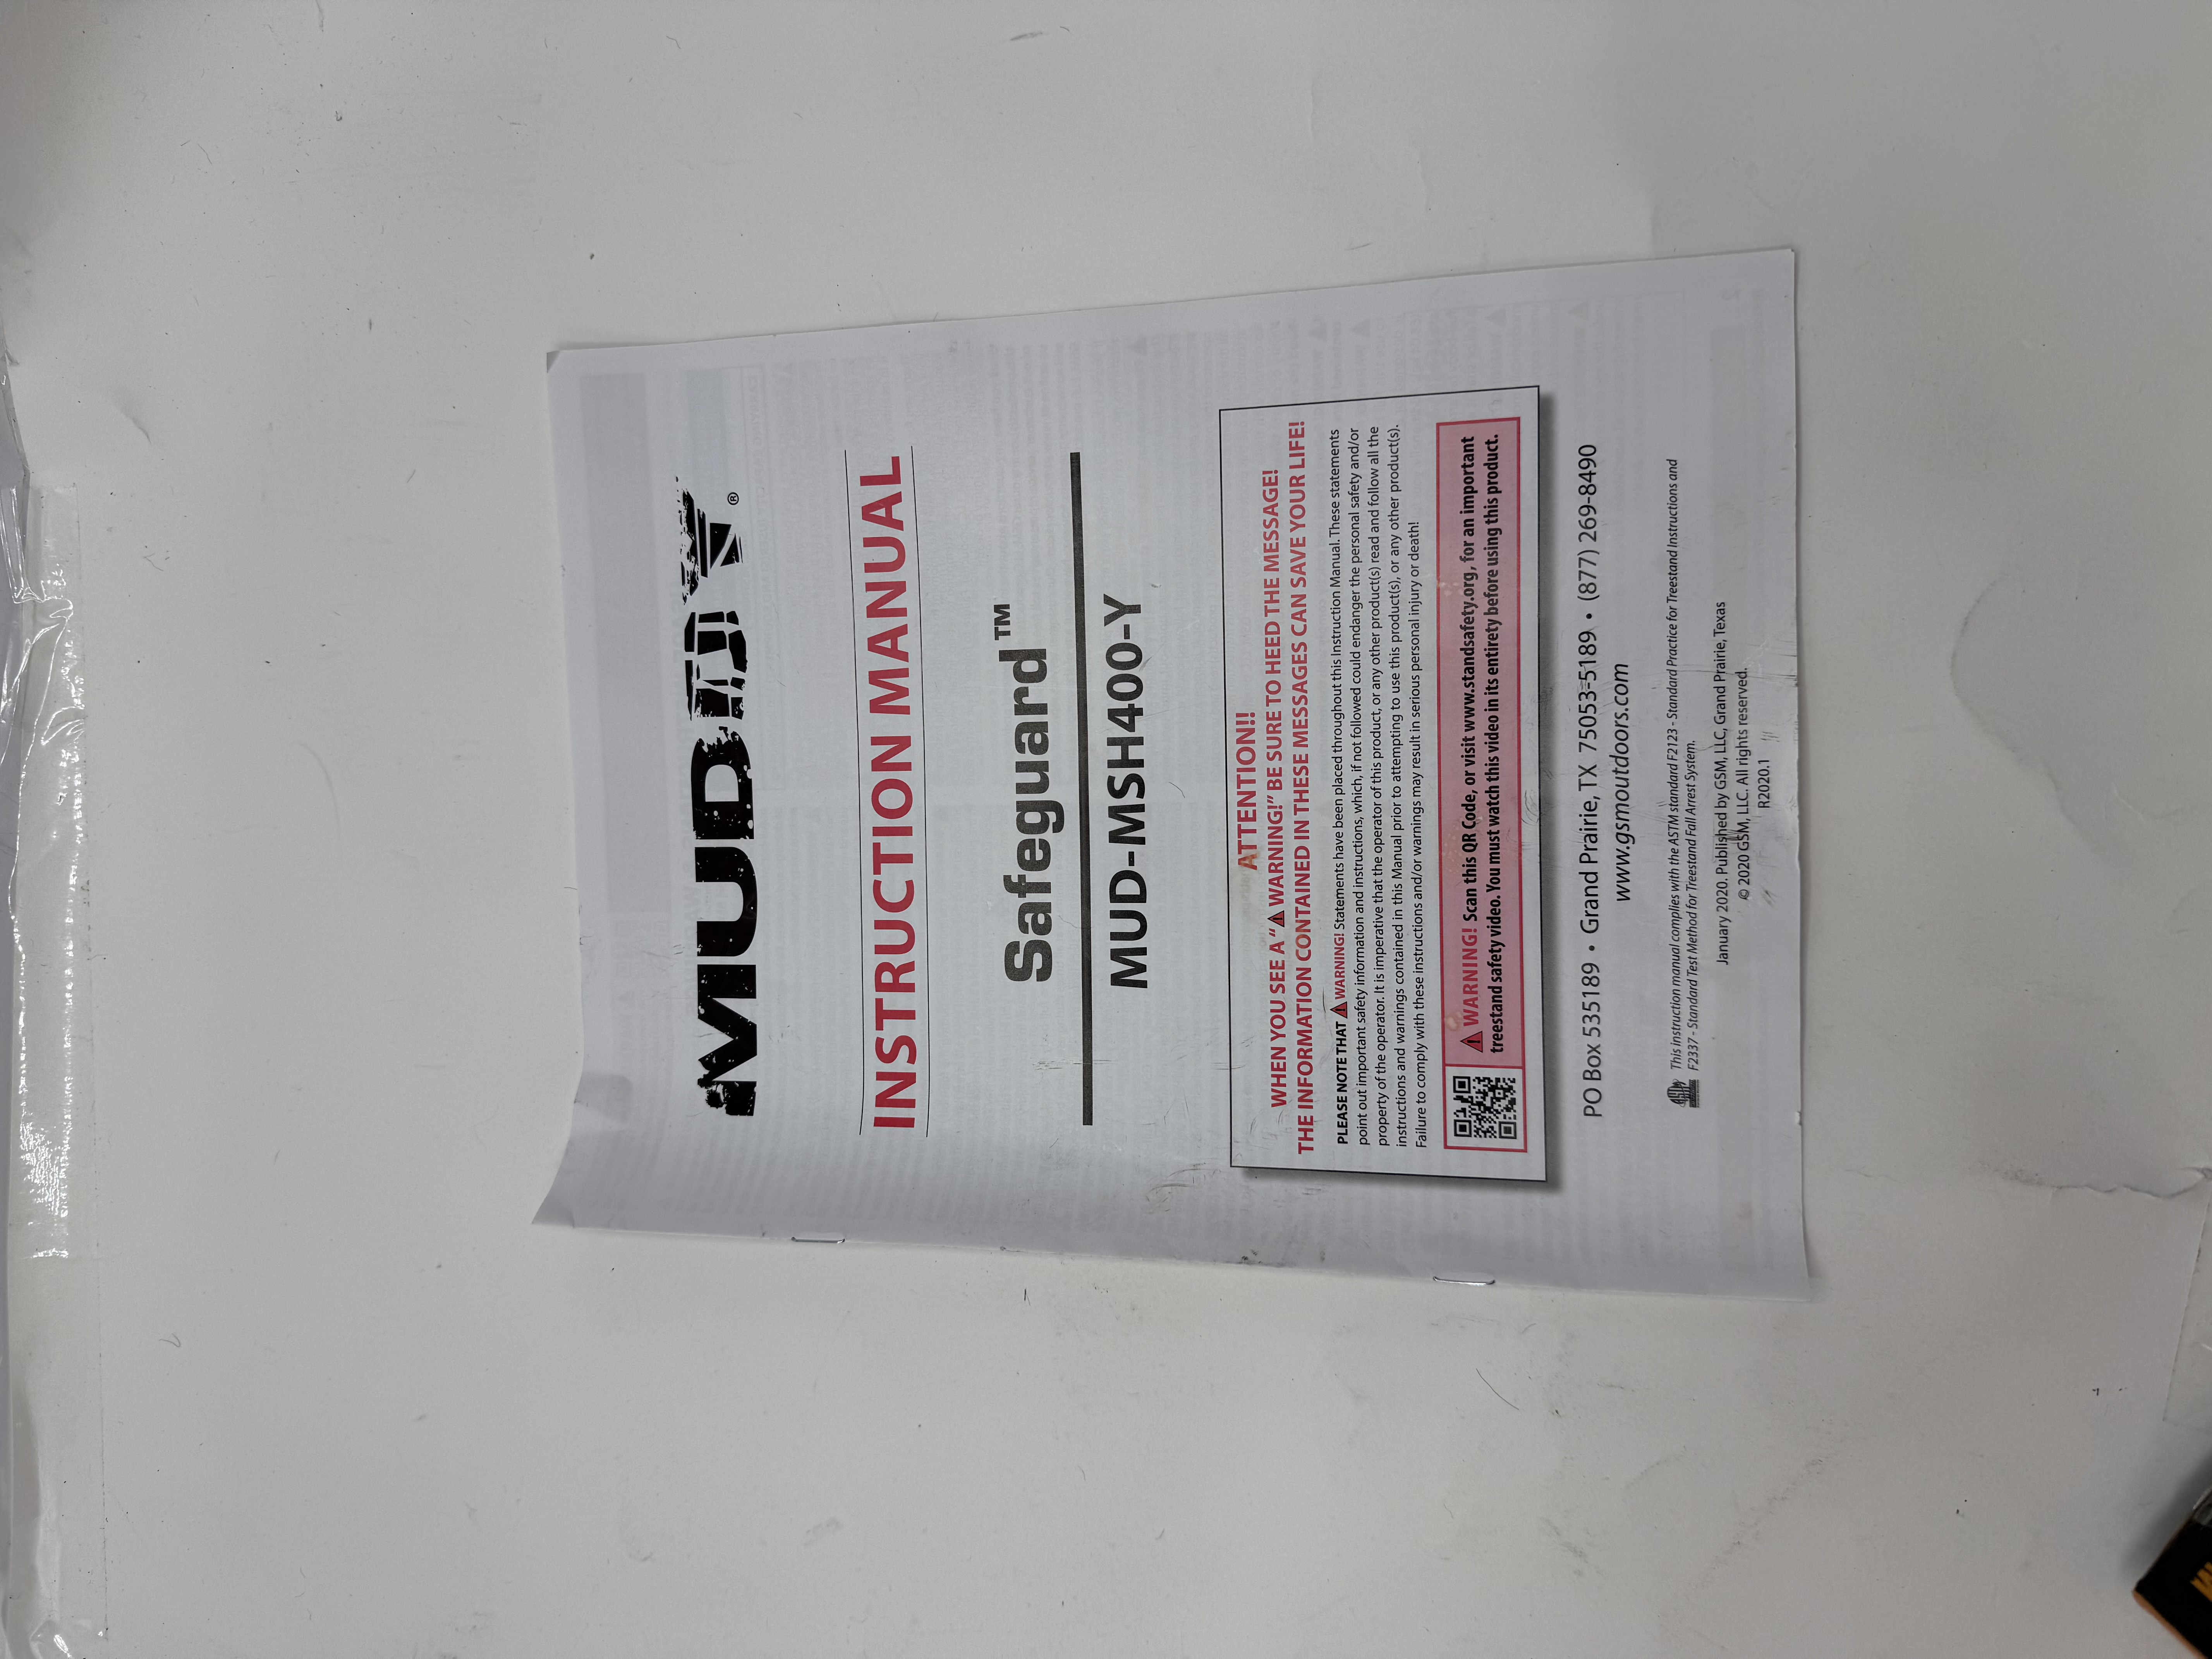 MUDDY®
INSTRUCTION MANUAL
Safeguard™
MUD-MSH400-Y
ATTENTION!!
WHEN YOU SEE A “⚠ WARNING!” BE SURE TO HEED THE MESSAGE!
THE INFORMATION CONTAINED IN THESE MESSAGES CAN SAVE YOUR LIFE!
PLEASE NOTE THAT ⚠ WARNING! Statements have been placed throughout this Instruction Manual. These statements
point out important safety information and instructions, which, if not followed could endanger the personal safety and/or
property of the operator. It is imperative that the operator of this product, or any other product(s) read and follow all the
instructions and warnings contained in this Manual prior to attempting to use this product(s), or any other product(s).
Failure to comply with these instructions and/or warnings may result in serious personal injury or death!
⚠ WARNING! Scan this QR Code, or visit www.standsafety.org, for an important
treestand safety video. You must watch this video in its entirety before using this product.
PO Box 535189 • Grand Prairie, TX 75053-5189 • (877) 269-8490
www.gsmoutdoors.com
This instruction manual complies with the ASTM standard F2123 - Standard Practice for Treestand Instructions and
F2337 - Standard Test Method for Treestand Fall Arrest System.
January 2020. Published by GSM, LLC, Grand Prairie, Texas
© 2020 GSM, LLC. All rights reserved.
R2020.1